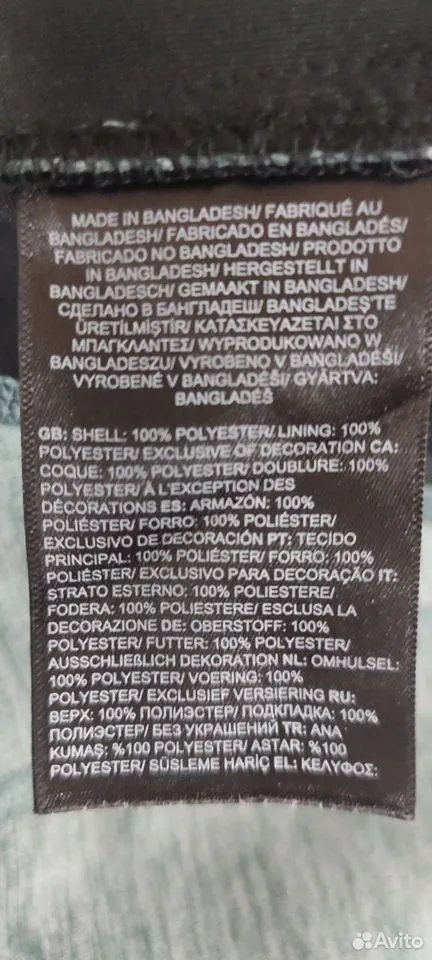 MADE IN BANGLADESH/ FABRIQUÉ AU
BANGLADESH/ FABRICADO EN BANGLADÉS/
FABRICADO NO BANGLADESH/ PRODOTTO
IN BANGLADESH/ HERGESTELLT IN
BANGLADESCH/ GEMAAKT IN BANGLADESH/
СДЕЛАНО В БАНГЛАДЕШ/ BANGLADEŞ'TE
ÜRETİLMİŞTİR/ ΚΑΤΑΣΚΕΥΑΖΕΤΑΙ ΣΤΟ
ΜΠΑΓΚΛΑΝΤΕΣ/ WYPRODUKOWANO W
BANGLADESZU/ VYROBENO V BANGLADÉŠI/
VYROBENÉ V BANGLADÉŠI/ GYÁRTVA:
BANGLADÉS
GB: SHELL: 100% POLYESTER/ LINING: 100%
POLYESTER/ EXCLUSIVE OF DECORATION CA:
COQUE: 100% POLYESTER/ DOUBLURE: 100%
POLYESTER/ À L'EXCEPTION DES
DÉCORATIONS ES: ARMAZÓN: 100%
POLIÉSTER/ FORRO: 100% POLIÉSTER/
EXCLUSIVO DE DECORACIÓN PT: TECIDO
PRINCIPAL: 100% POLIÉSTER/ FORRO: 100%
POLIÉSTER/ EXCLUSIVO PARA DECORAÇÃO IT:
STRATO ESTERNO: 100% POLIESTERE/
FODERA: 100% POLIESTERE/ ESCLUSA LA
DECORAZIONE DE: OBERSTOFF: 100%
POLYESTER/ FUTTER: 100% POLYESTER/
AUSSCHLIEßLICH DEKORATION NL: OMHULSEL:
100% POLYESTER/ VOERING: 100%
POLYESTER/ EXCLUSIEF VERSIERING RU:
ВЕРХ: 100% ПОЛИЭСТЕР/ ПОДКЛАДКА: 100%
ПОЛИЭСТЕР/ БЕЗ УКРАШЕНИЙ TR: ANA
KUMAS: %100 POLYESTER/ ASTAR: %100
POLYESTER/ SÜSLEME HARİÇ EL: ΚΕΛΥΦΟΣ:
Avito